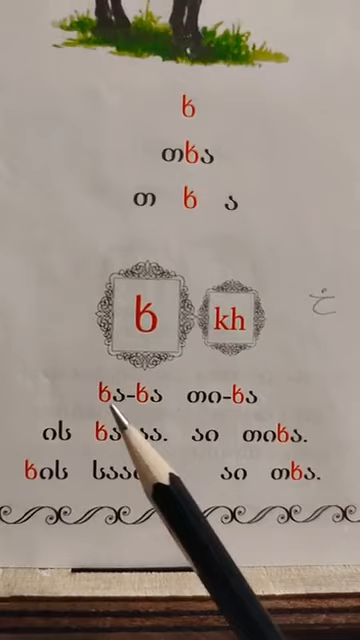 ხ
თხა
თ ხ ა
ხ kh
خ
ხა-ხა თი-ხა
ის აი თიხა.
ხის აი თხა.